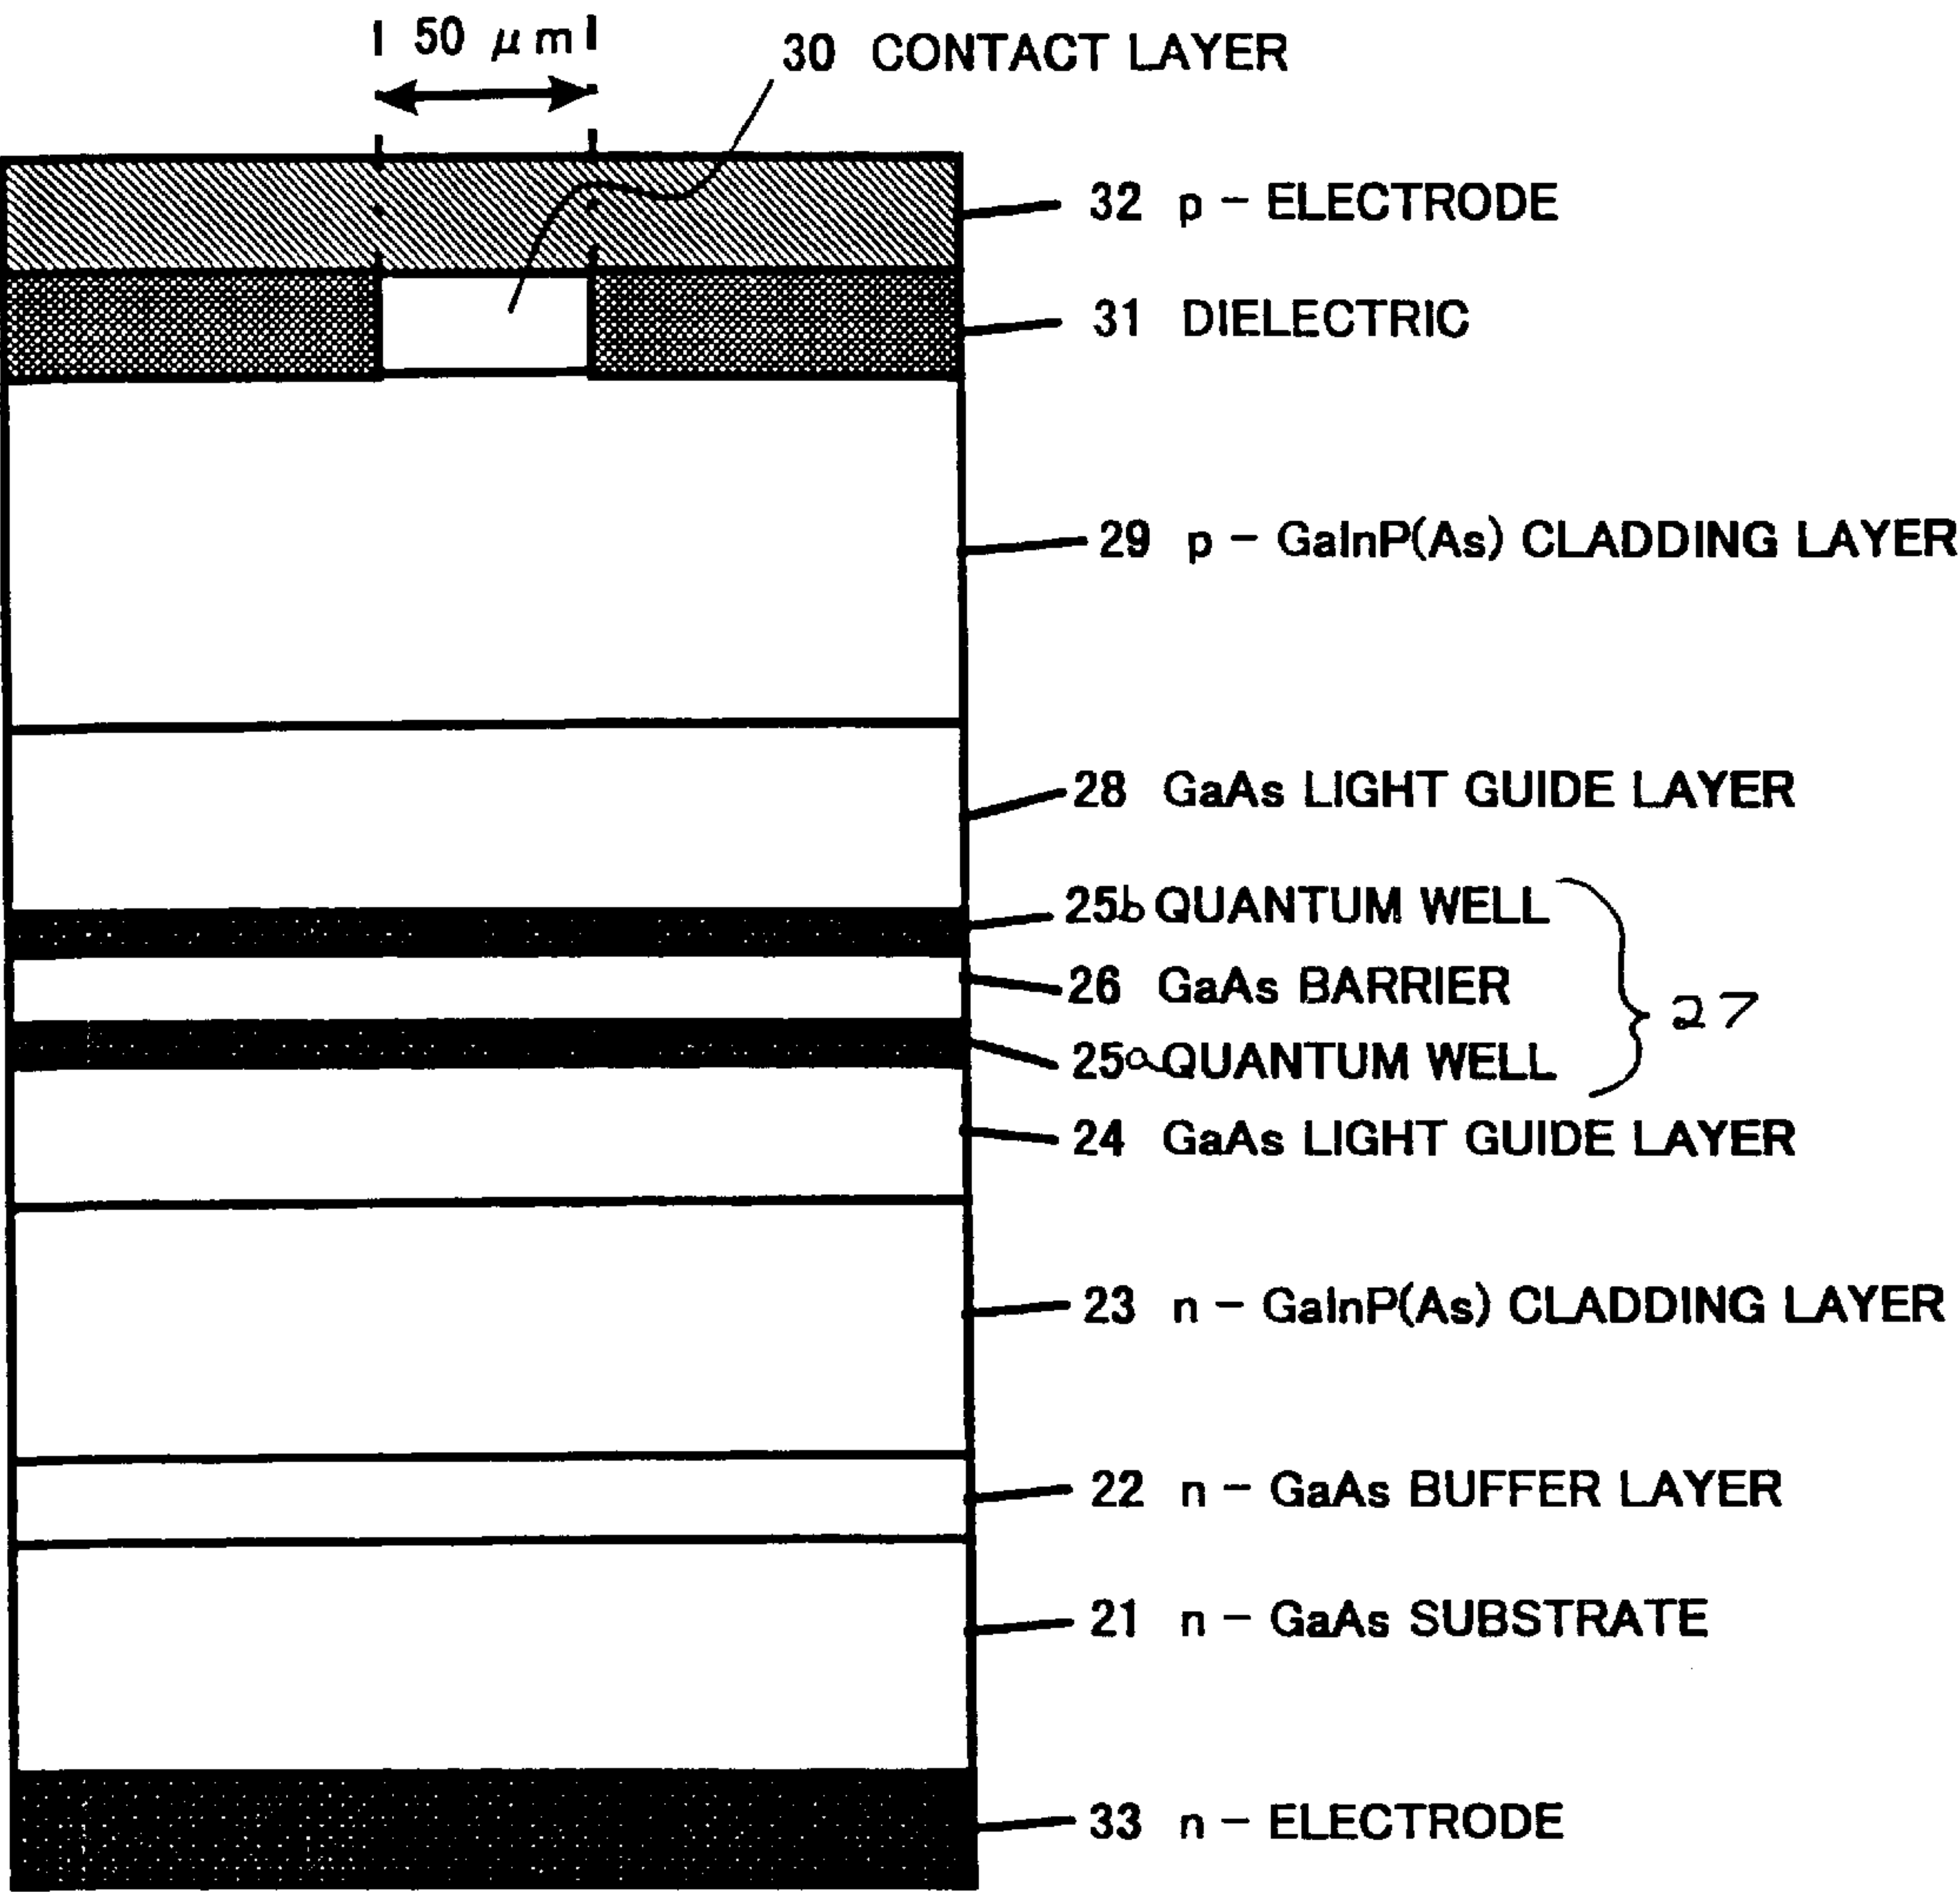 50 μm
30 CONTACT LAYER
32 p - ELECTRODE
31 DIELECTRIC
29 p - GaInP(As) CLADDING LAYER
28 GaAs LIGHT GUIDE LAYER
25b QUANTUM WELL
26 GaAs BARRIER
27
25a QUANTUM WELL
24 GaAs LIGHT GUIDE LAYER
23 n - GaInP(As) CLADDING LAYER
22 n - GaAs BUFFER LAYER
21 n - GaAs SUBSTRATE
33 n - ELECTRODE